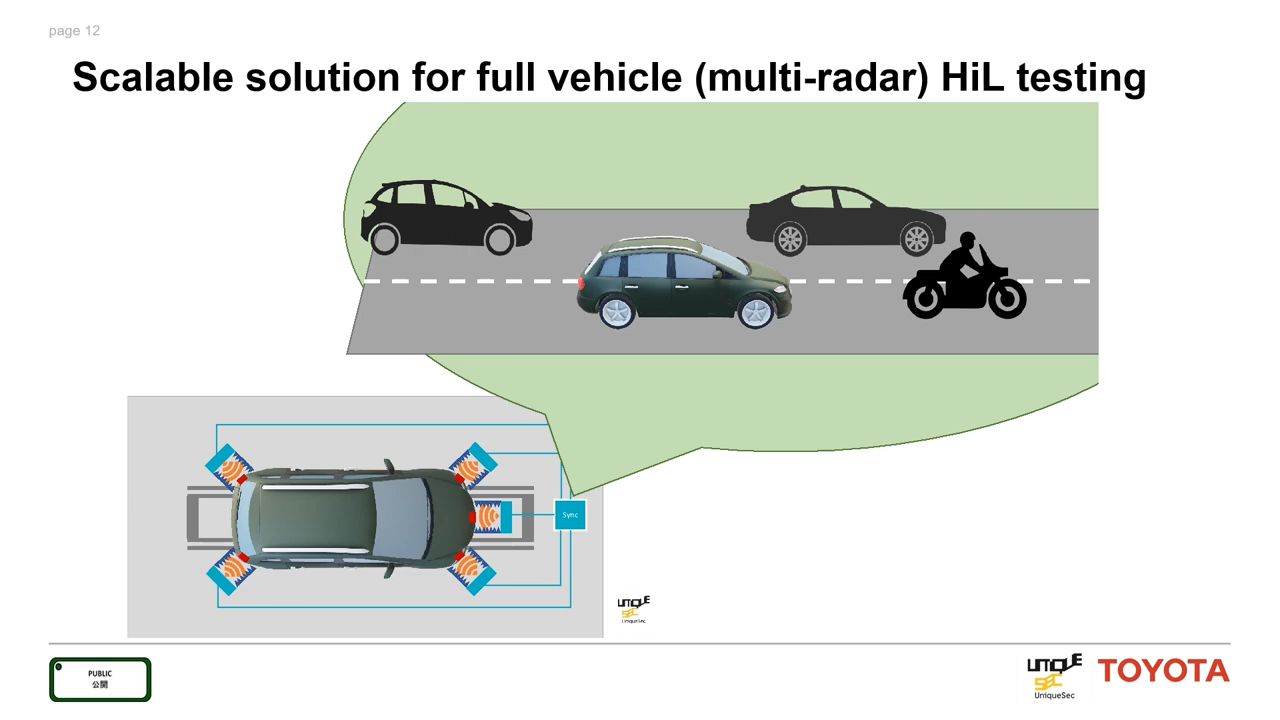 page 12
Scalable solution for full vehicle (multi-radar) HiL testing
Sync
UNIQUE
SEC
UniqueSec
PUBLIC
公開
UNIQUE
SEC
UniqueSec
TOYOTA